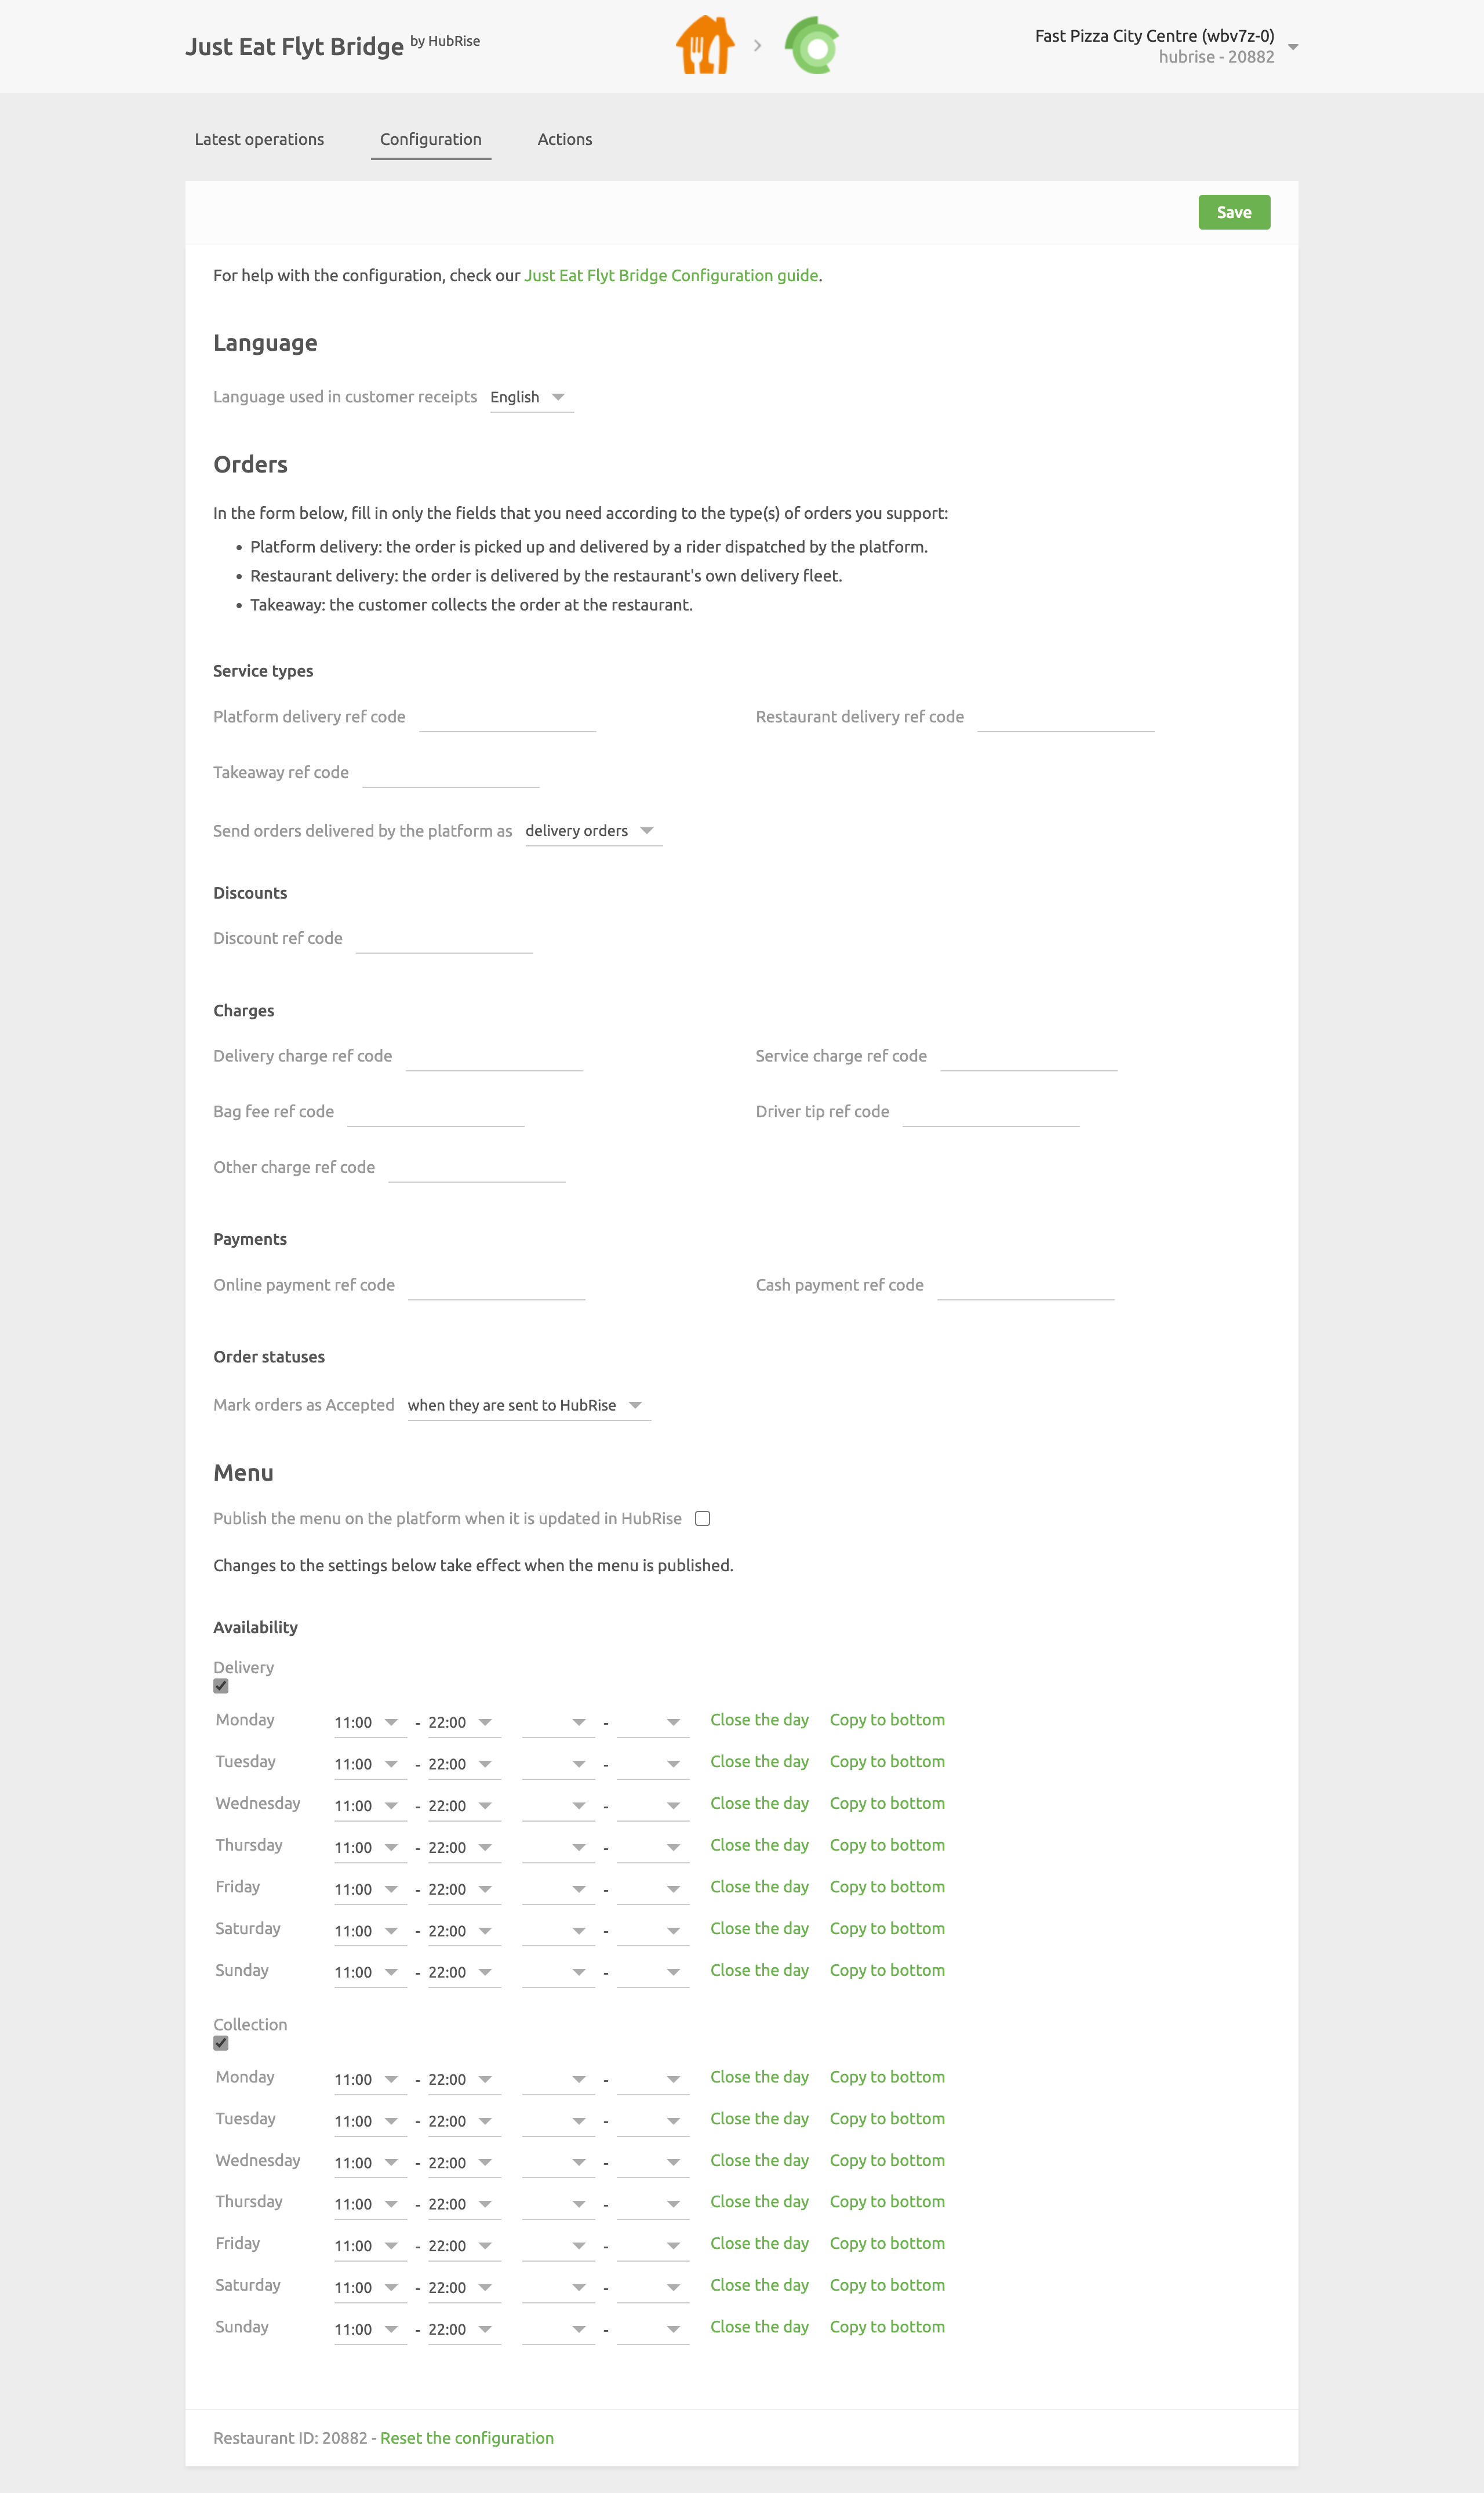 Just Eat Flyt Bridge by HubRise
Fast Pizza City Centre (wbv7z-0)
hubrise - 20882
Latest operations Configuration Actions
Save
For help with the configuration, check our Just Eat Flyt Bridge Configuration guide.
Language
Language used in customer receipts English
Orders
In the form below, fill in only the fields that you need according to the type(s) of orders you support:
• Platform delivery: the order is picked up and delivered by a rider dispatched by the platform.
• Restaurant delivery: the order is delivered by the restaurant's own delivery fleet.
• Takeaway: the customer collects the order at the restaurant.
Service types
Platform delivery ref code Restaurant delivery ref code
Takeaway ref code
Send orders delivered by the platform as delivery orders
Discounts
Discount ref code
Charges
Delivery charge ref code Service charge ref code
Bag fee ref code Driver tip ref code
Other charge ref code
Payments
Online payment ref code Cash payment ref code
Order statuses
Mark orders as Accepted when they are sent to HubRise
Menu
Publish the menu on the platform when it is updated in HubRise
Changes to the settings below take effect when the menu is published.
Availability
Delivery
Monday 11:00 - 22:00 - Close the day Copy to bottom
Tuesday 11:00 - 22:00 - Close the day Copy to bottom
Wednesday 11:00 - 22:00 - Close the day Copy to bottom
Thursday 11:00 - 22:00 - Close the day Copy to bottom
Friday 11:00 - 22:00 - Close the day Copy to bottom
Saturday 11:00 - 22:00 - Close the day Copy to bottom
Sunday 11:00 - 22:00 - Close the day Copy to bottom
Collection
Monday 11:00 - 22:00 - Close the day Copy to bottom
Tuesday 11:00 - 22:00 - Close the day Copy to bottom
Wednesday 11:00 - 22:00 - Close the day Copy to bottom
Thursday 11:00 - 22:00 - Close the day Copy to bottom
Friday 11:00 - 22:00 - Close the day Copy to bottom
Saturday 11:00 - 22:00 - Close the day Copy to bottom
Sunday 11:00 - 22:00 - Close the day Copy to bottom
Restaurant ID: 20882 - Reset the configuration